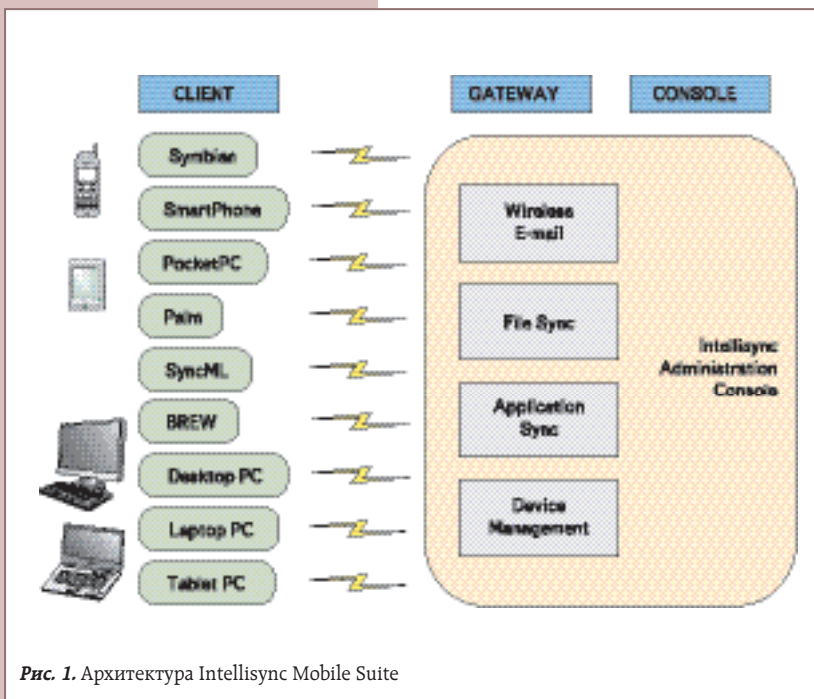 CLIENT
GATEWAY
CONSOLE
Symbian
SmartPhone
PocketPC
Palm
SyncML
BREW
Desktop PC
Laptop PC
Tablet PC
Wireless
E-mail
File Sync
Application
Sync
Device
Management
Intellisync
Administration
Console
Рис. 1. Архитектура Intellisync Mobile Suite